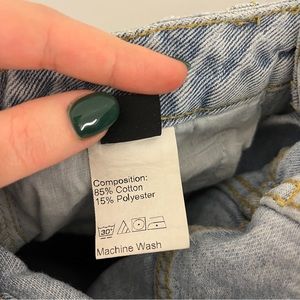 Composition:
85% Cotton
15% Polyester
30°
Machine Wash